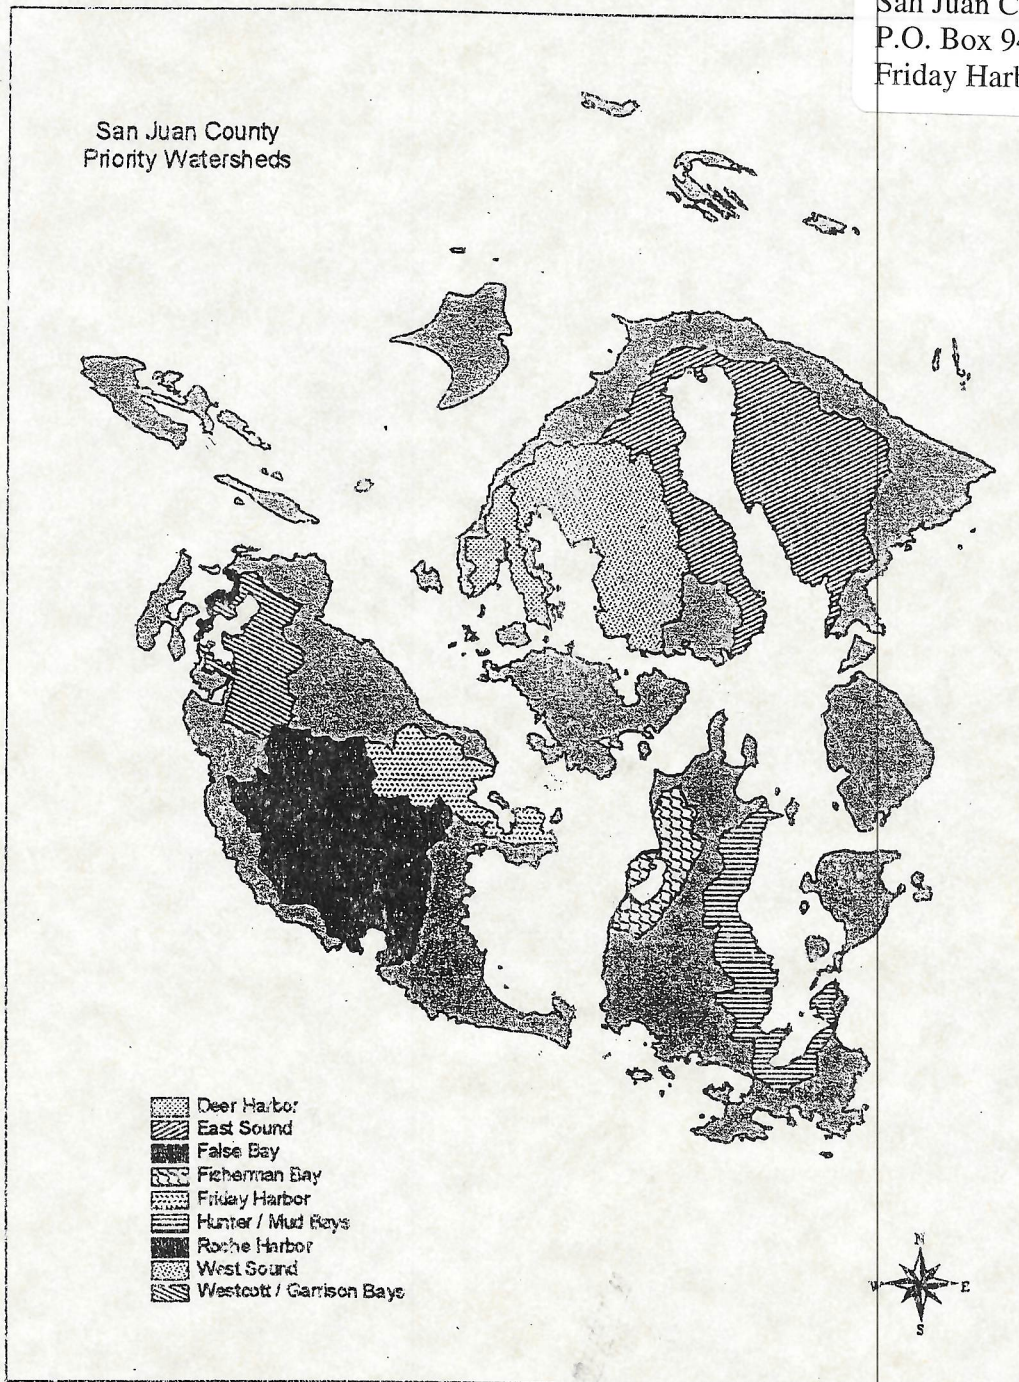 San Juan C
P.O. Box 94
Friday Harb
San Juan County
Priority Watersheds
Deer Harbor
East Sound
False Bay
Fisherman Bay
Friday Harbor
Hunter / Mud Bays
Roche Harbor
West Sound
Westcott / Garrison Bays
N
W E
S